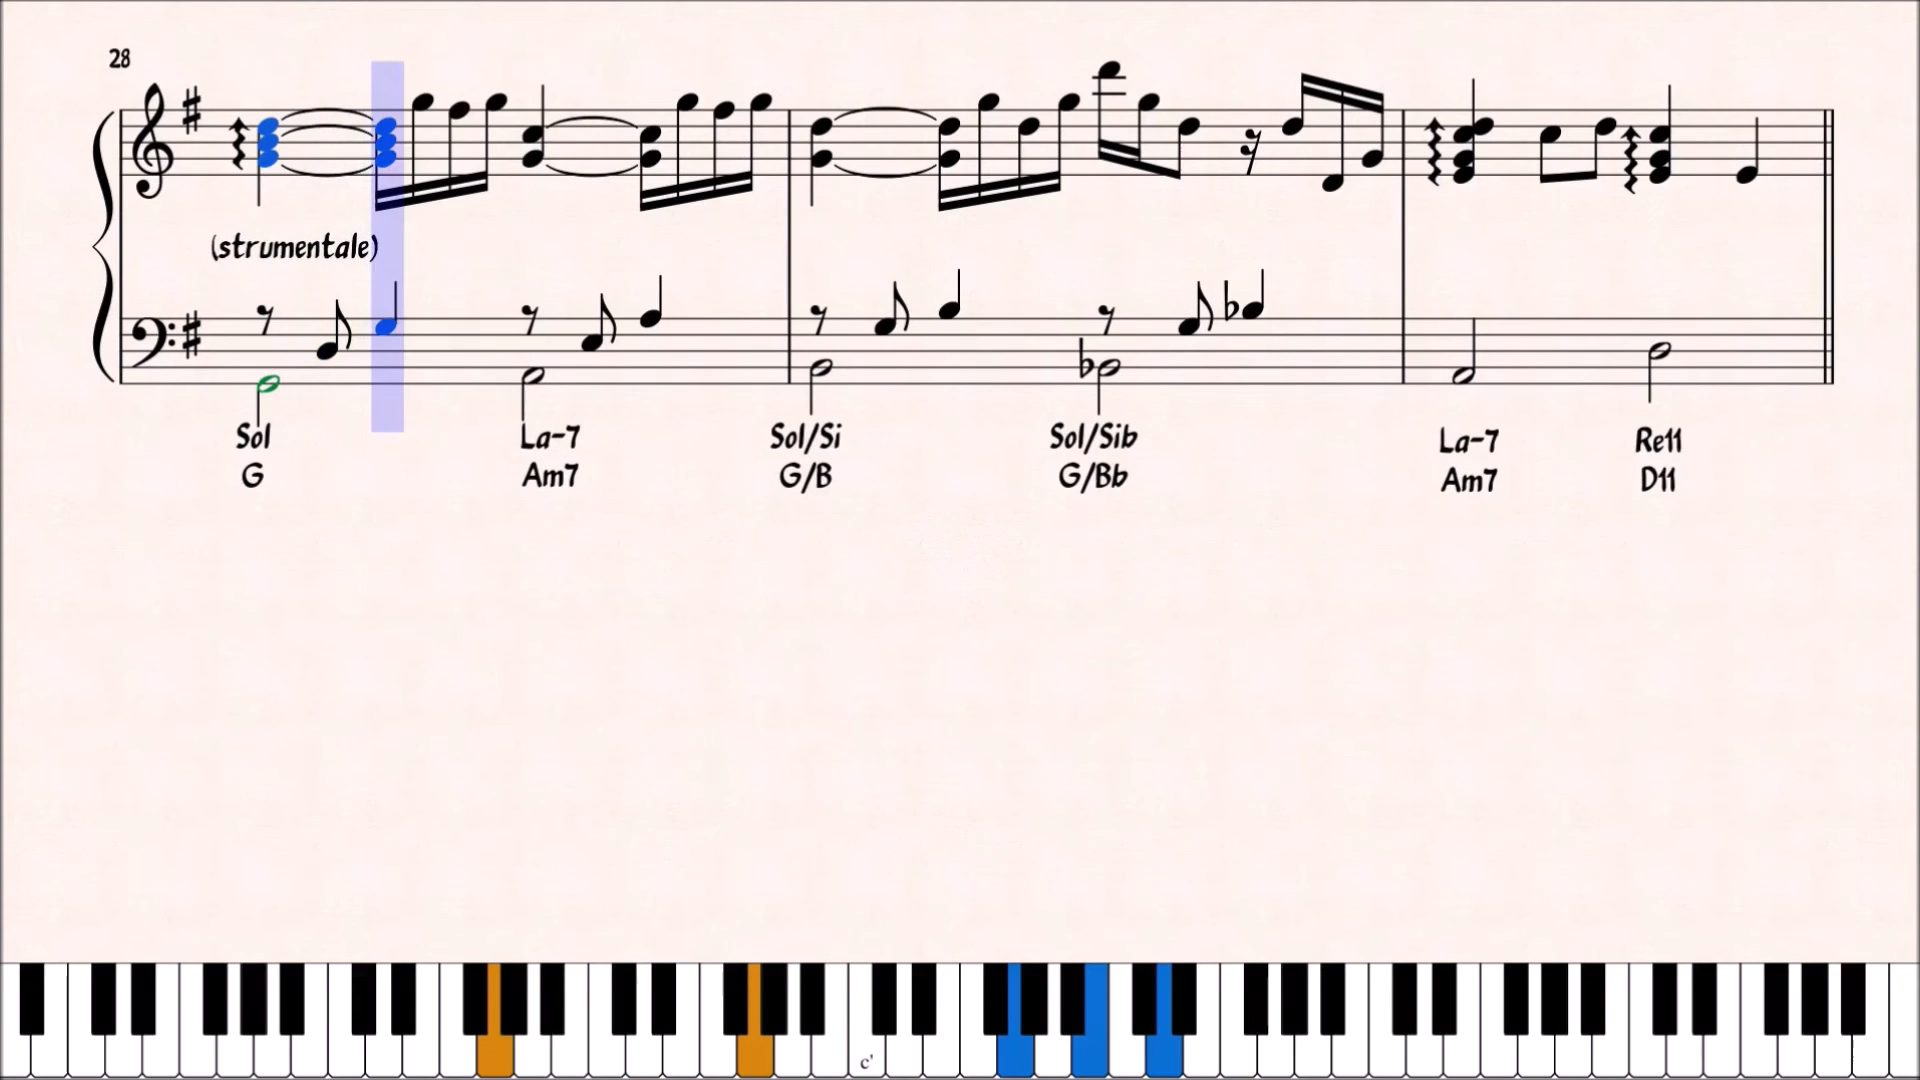 28
(strumentale)
Sol La-7 Sol/Si Sol/Sib La-7 Re11
G Am7 G/B G/Bb Am7 D11
c'